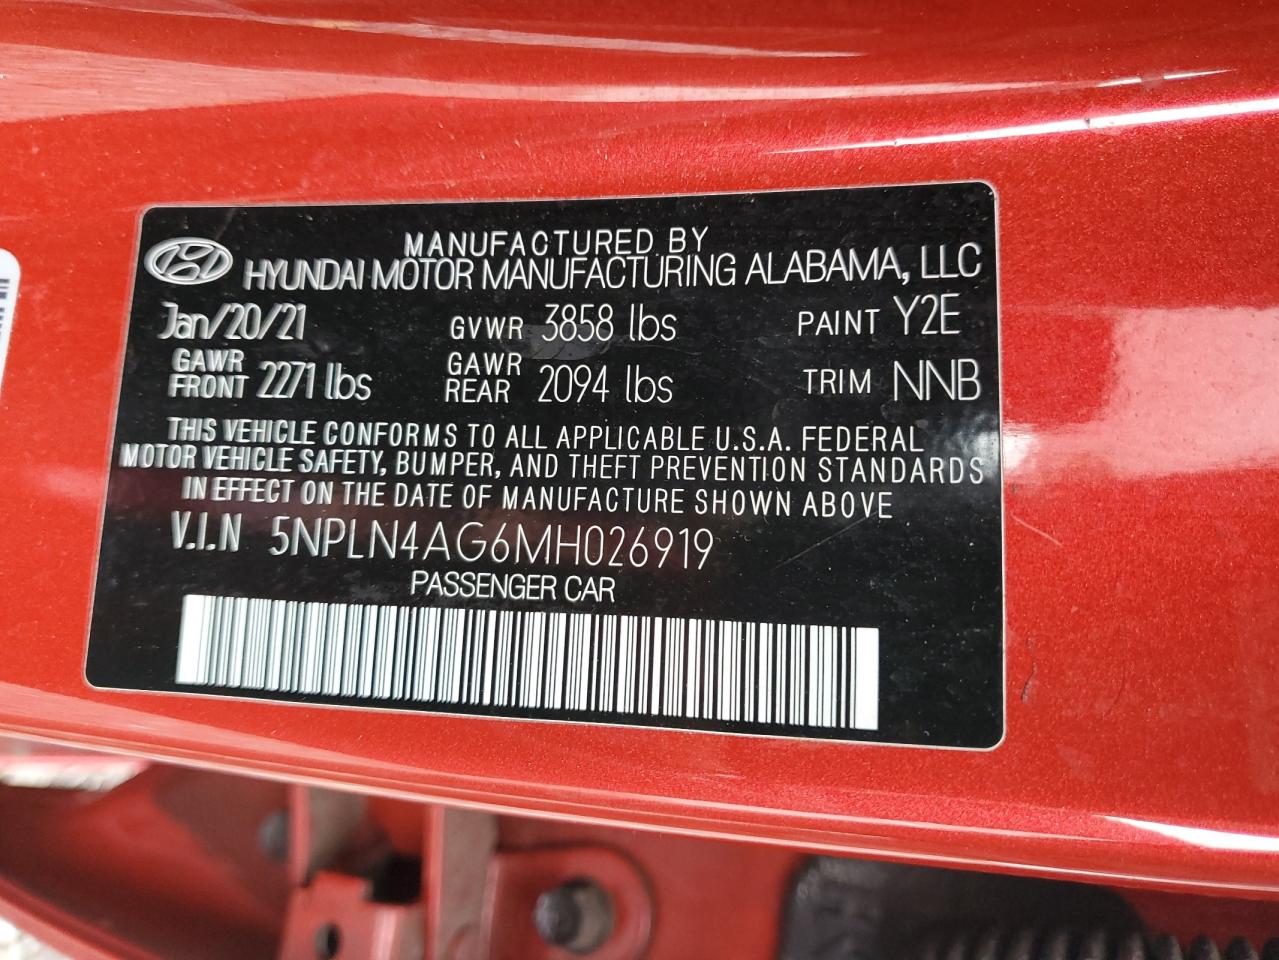 MANUFACTURED BY
HYUNDAI MOTOR MANUFACTURING ALABAMA, LLC
Jan/20/21 GVWR 3858 lbs PAINT Y2E
GAWR FRONT 2271 lbs GAWR REAR 2094 lbs TRIM NNB
THIS VEHICLE CONFORMS TO ALL APPLICABLE U.S.A. FEDERAL
MOTOR VEHICLE SAFETY, BUMPER, AND THEFT PREVENTION STANDARDS
IN EFFECT ON THE DATE OF MANUFACTURE SHOWN ABOVE
V.I.N 5NPLN4AG6MH026919
PASSENGER CAR